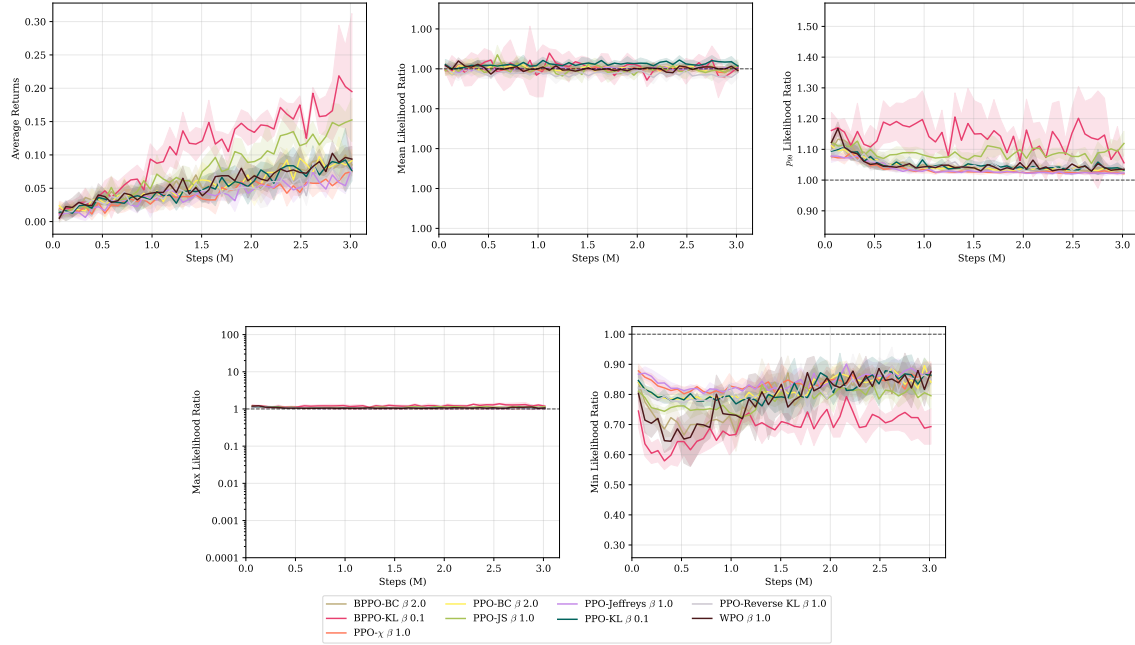 0.30
0.25
0.20
0.15
0.10
0.05
0.00
Average Returns
0.0 0.5 1.0 1.5 2.0 2.5 3.0
Steps (M)
1.00
1.00
1.00
1.00
1.00
1.00
Mean Likelihood Ratio
0.0 0.5 1.0 1.5 2.0 2.5 3.0
Steps (M)
1.50
1.40
1.30
1.20
1.10
1.00
0.90
p₉₀ Likelihood Ratio
0.0 0.5 1.0 1.5 2.0 2.5 3.0
Steps (M)
100
10
1
0.1
0.01
0.001
0.0001
Max Likelihood Ratio
0.0 0.5 1.0 1.5 2.0 2.5 3.0
Steps (M)
1.00
0.90
0.80
0.70
0.60
0.50
0.40
0.30
Min Likelihood Ratio
0.0 0.5 1.0 1.5 2.0 2.5 3.0
Steps (M)
BPPO-BC β 2.0
BPPO-KL β 0.1
PPO-χ β 1.0
PPO-BC β 2.0
PPO-JS β 1.0
PPO-Jeffreys β 1.0
PPO-KL β 0.1
PPO-Reverse KL β 1.0
WPO β 1.0